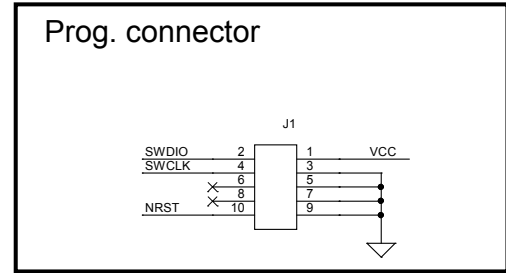 Prog. connector
J1
SWDIO 2 1 VCC
SWCLK 4 3
6 5
8 7
NRST 10 9